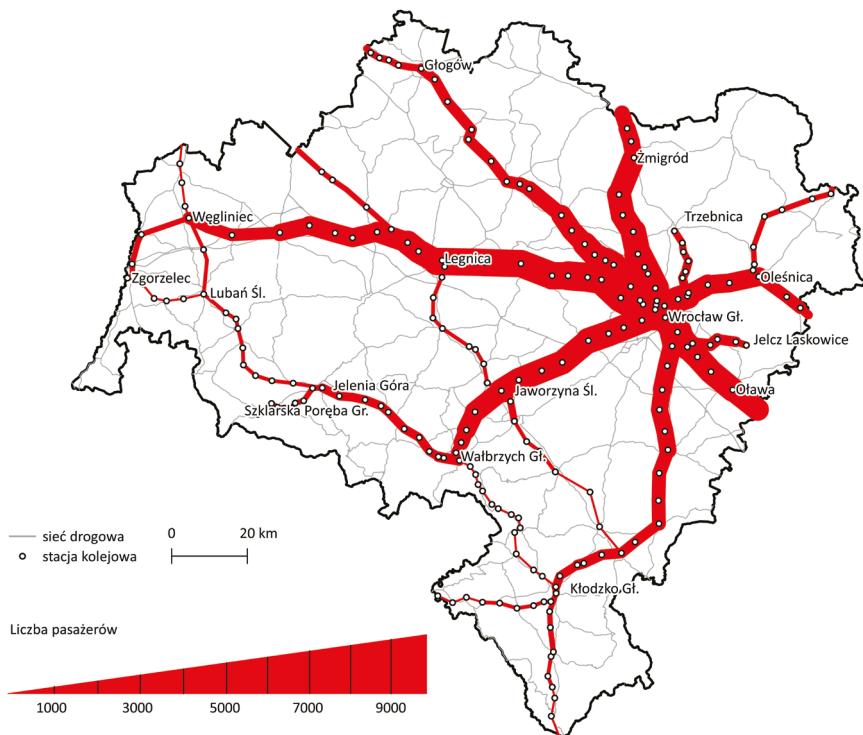 Głogów
Żmigród
Trzebnica
Węgliniec
Legnica
Oleśnica
Zgorzelec
Lubań Śl.
Wrocław Gł.
Jelcz Laskowice
Jelenia Góra
Jaworzyna Śl.
Oława
Szklarska Poręba Gr.
Wałbrzych Gł.
sieć drogowa
0 20 km
stacja kolejowa
Kłodzko Gł.
Liczba pasażerów
1000 3000 5000 7000 9000